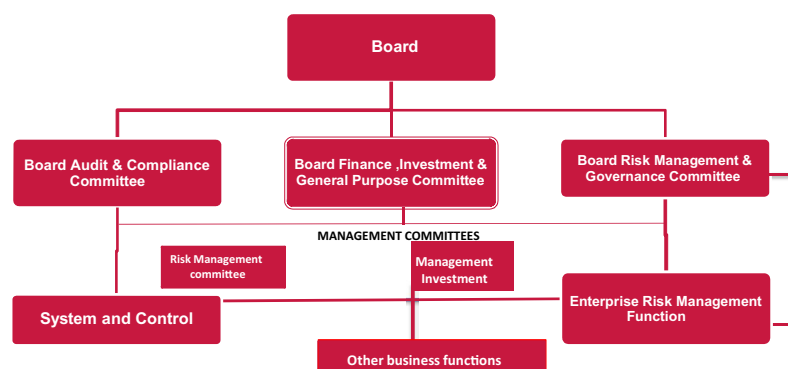 Board
Board Audit & Compliance
Committee
Board Finance ,Investment &
General Purpose Committee
Board Risk Management &
Governance Committee
MANAGEMENT COMMITTEES
Risk Management
committee
Management
Investment
System and Control
Enterprise Risk Management
Function
Other business functions